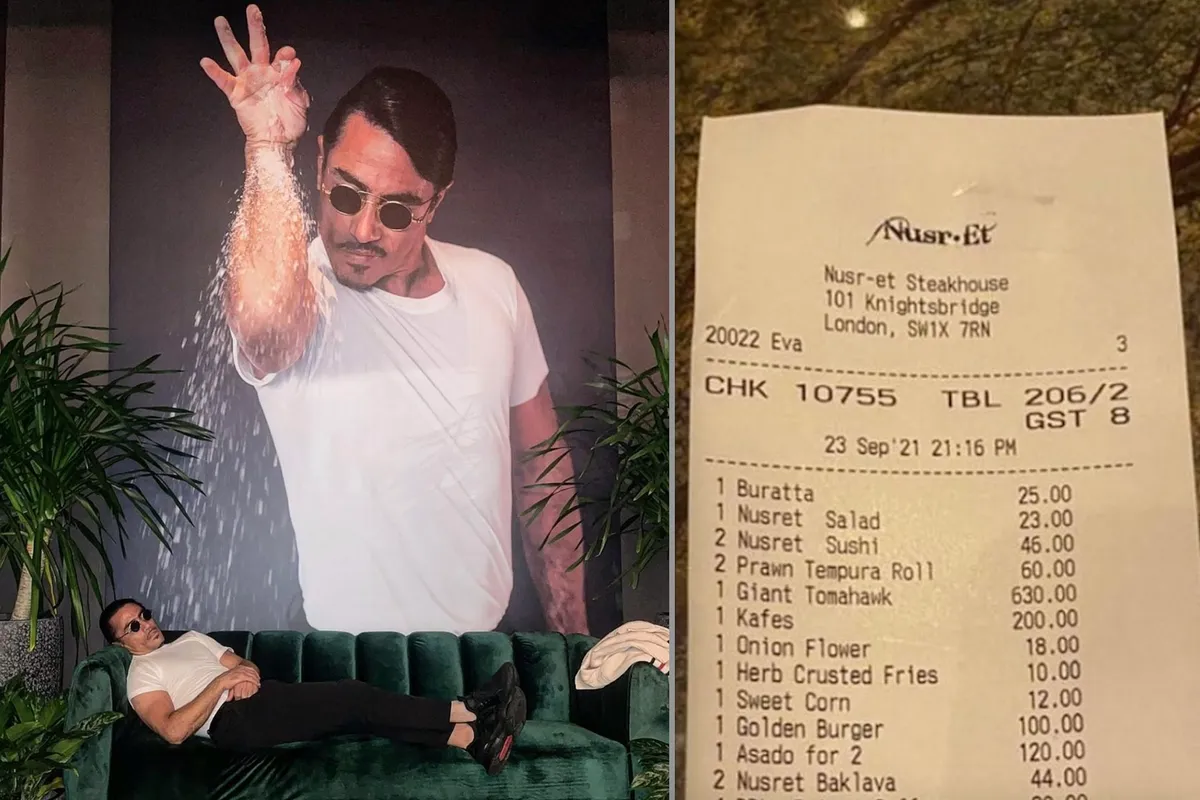 Nusr-Et
Nusr-et Steakhouse
101 Knightsbridge
London, SW1X 7RN
20022 Eva 3
CHK 10755 TBL 206/2
GST 8
23 Sep'21 21:16 PM
1 Buratta 25.00
1 Nusret Salad 23.00
2 Nusret Sushi 46.00
2 Prawn Tempura Roll 60.00
1 Giant Tomahawk 630.00
1 Kafes 200.00
1 Onion Flower 18.00
1 Herb Crusted Fries 10.00
1 Sweet Corn 12.00
1 Golden Burger 100.00
1 Asado for 2 120.00
2 Nusret Baklava 44.00